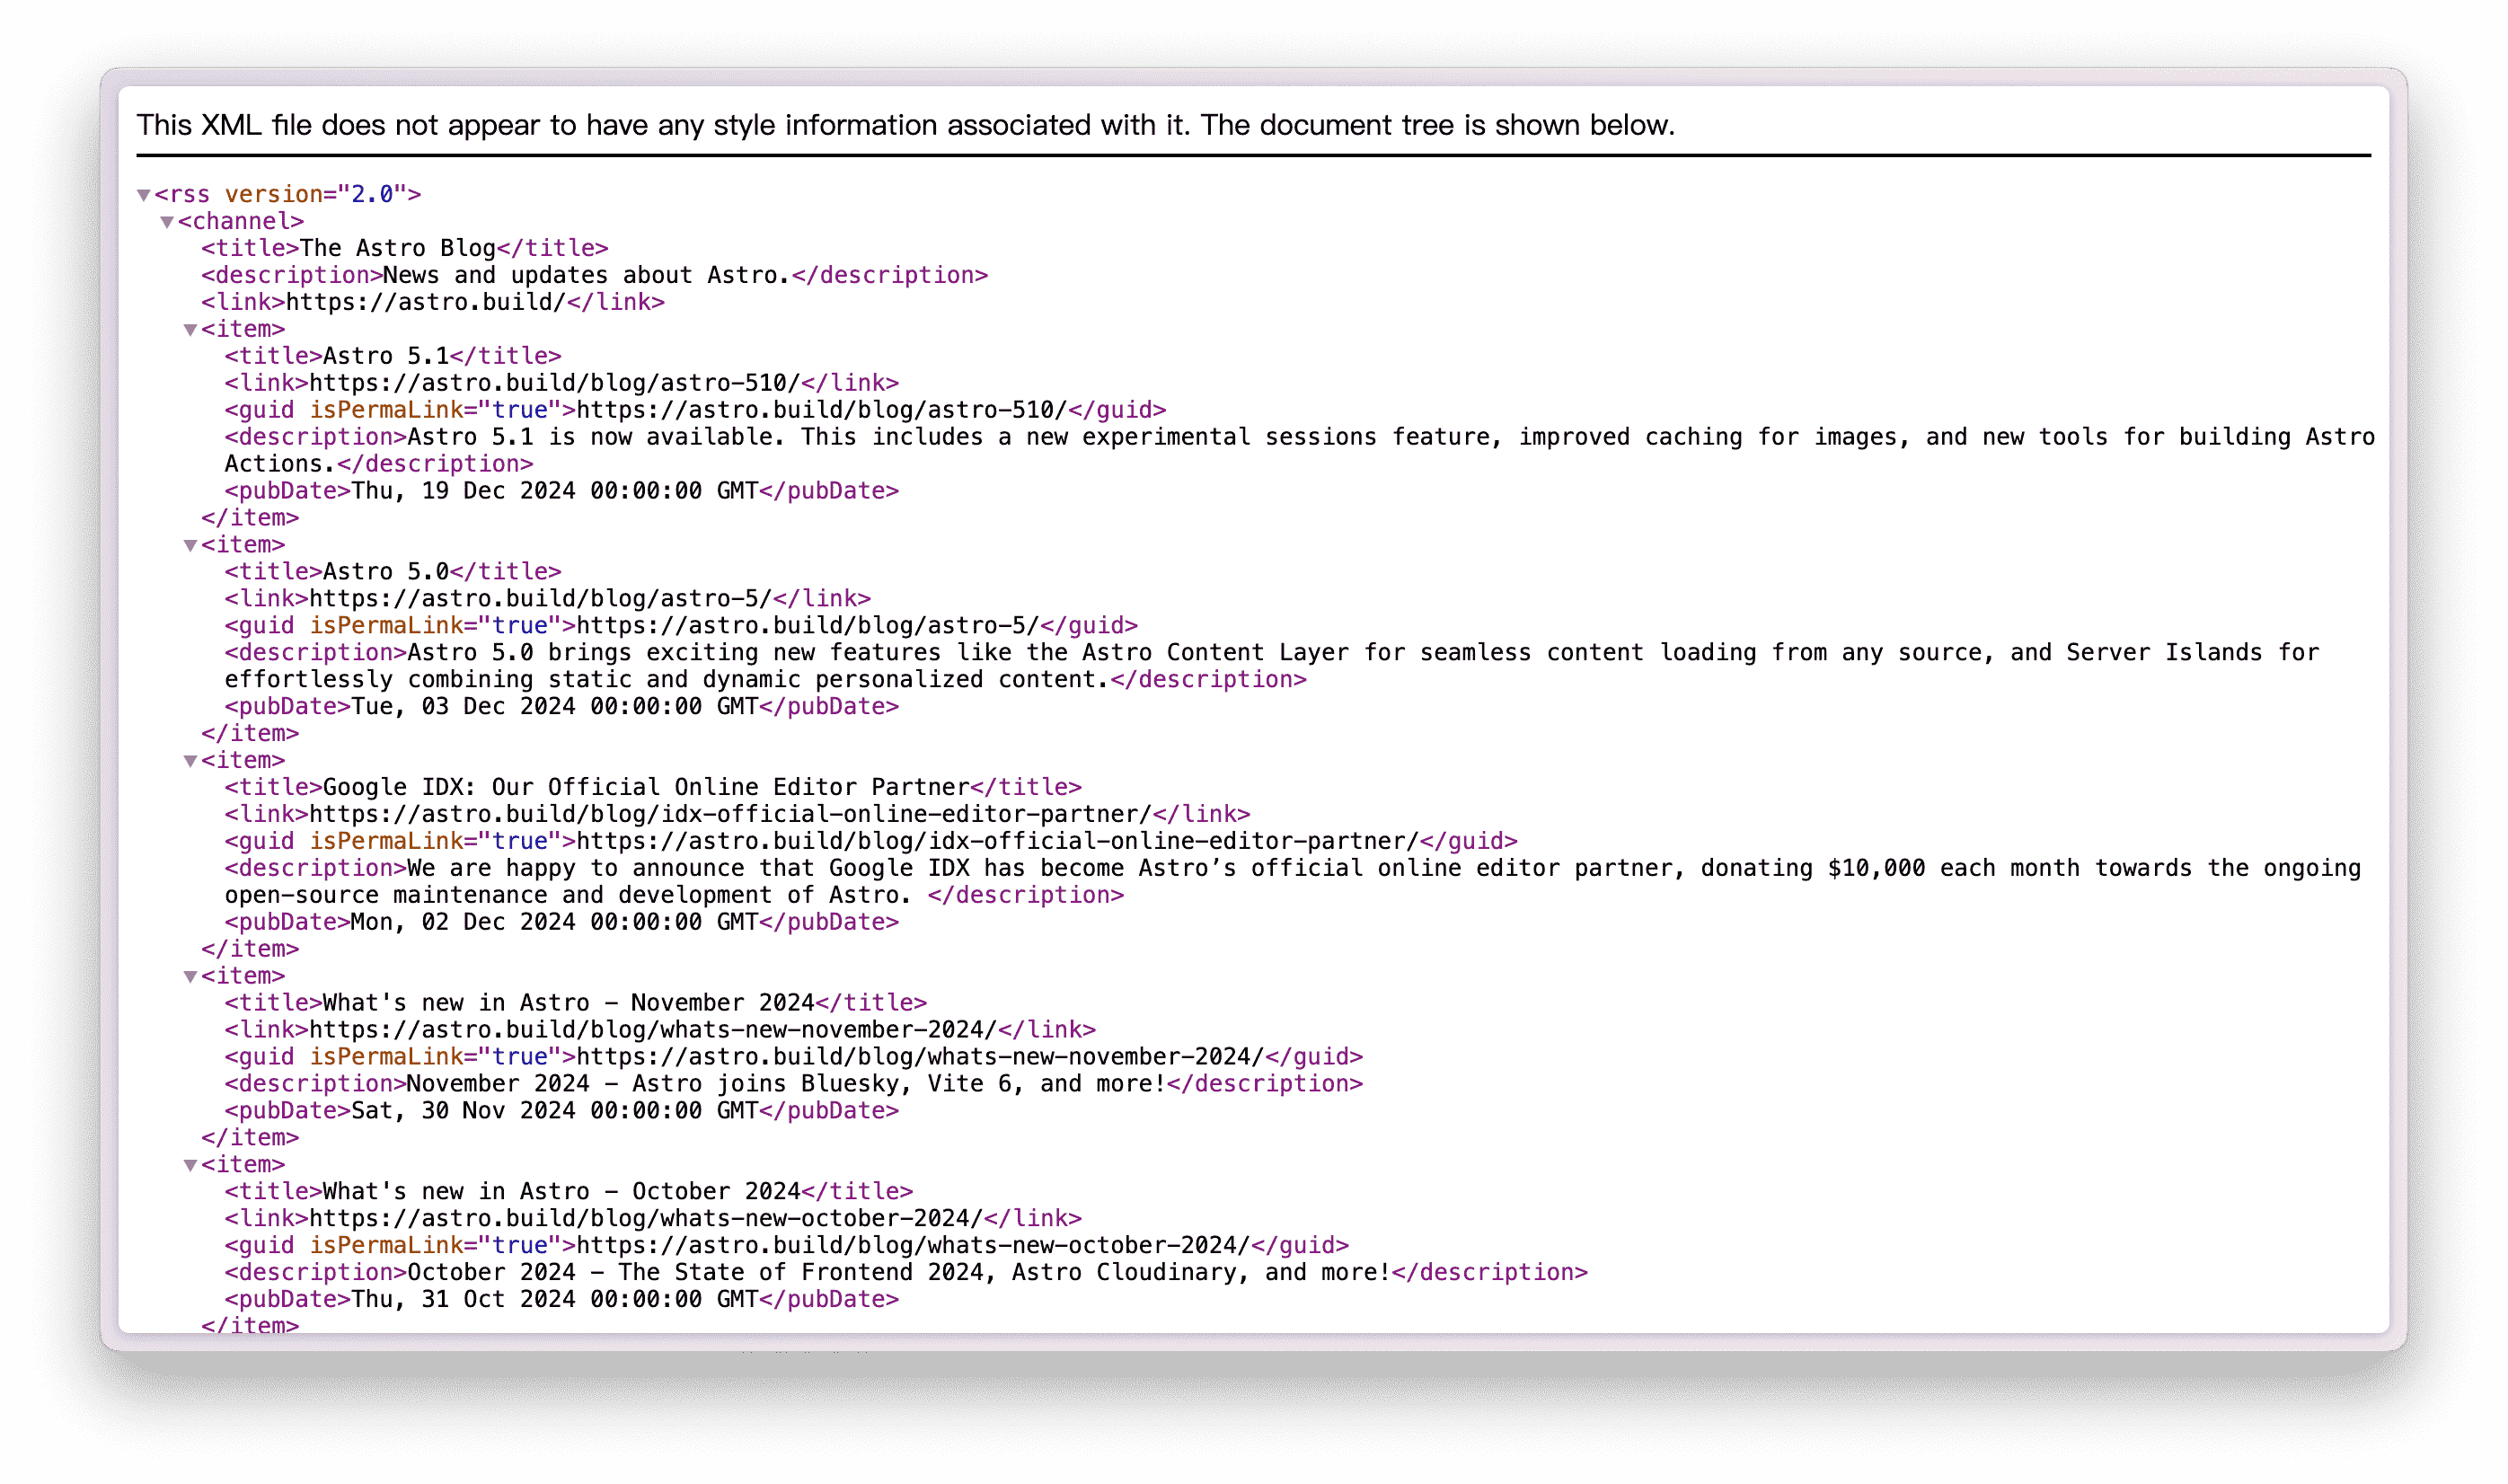 This XML file does not appear to have any style information associated with it. The document tree is shown below.
▼<rss version="2.0">
▼<channel>
<title>The Astro Blog</title>
<description>News and updates about Astro.</description>
<link>https://astro.build/</link>
▼<item>
<title>Astro 5.1</title>
<link>https://astro.build/blog/astro-510/</link>
<guid isPermaLink="true">https://astro.build/blog/astro-510/</guid>
<description>Astro 5.1 is now available. This includes a new experimental sessions feature, improved caching for images, and new tools for building Astro
Actions.</description>
<pubDate>Thu, 19 Dec 2024 00:00:00 GMT</pubDate>
</item>
▼<item>
<title>Astro 5.0</title>
<link>https://astro.build/blog/astro-5/</link>
<guid isPermaLink="true">https://astro.build/blog/astro-5/</guid>
<description>Astro 5.0 brings exciting new features like the Astro Content Layer for seamless content loading from any source, and Server Islands for
effortlessly combining static and dynamic personalized content.</description>
<pubDate>Tue, 03 Dec 2024 00:00:00 GMT</pubDate>
</item>
▼<item>
<title>Google IDX: Our Official Online Editor Partner</title>
<link>https://astro.build/blog/idx-official-online-editor-partner/</link>
<guid isPermaLink="true">https://astro.build/blog/idx-official-online-editor-partner/</guid>
<description>We are happy to announce that Google IDX has become Astro’s official online editor partner, donating $10,000 each month towards the ongoing
open-source maintenance and development of Astro. </description>
<pubDate>Mon, 02 Dec 2024 00:00:00 GMT</pubDate>
</item>
▼<item>
<title>What's new in Astro - November 2024</title>
<link>https://astro.build/blog/whats-new-november-2024/</link>
<guid isPermaLink="true">https://astro.build/blog/whats-new-november-2024/</guid>
<description>November 2024 - Astro joins Bluesky, Vite 6, and more!</description>
<pubDate>Sat, 30 Nov 2024 00:00:00 GMT</pubDate>
</item>
▼<item>
<title>What's new in Astro - October 2024</title>
<link>https://astro.build/blog/whats-new-october-2024/</link>
<guid isPermaLink="true">https://astro.build/blog/whats-new-october-2024/</guid>
<description>October 2024 - The State of Frontend 2024, Astro Cloudinary, and more!</description>
<pubDate>Thu, 31 Oct 2024 00:00:00 GMT</pubDate>
</item>